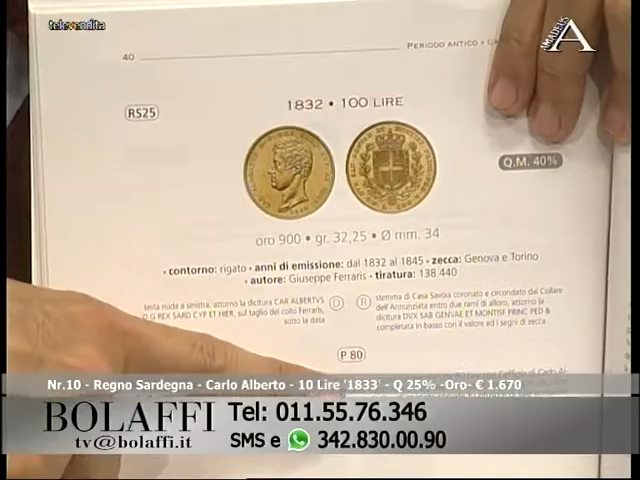 televendita
AMADEUS A
40
PERIODO ANTICO •
R525
1832 • 100 LIRE
Q.M. 40%
oro 900 • gr. 32,25 • Ø mm. 34
• contorno: rigato • anni di emissione: dal 1832 al 1845 • zecca: Genova e Torino
• autore: Giuseppe Ferraris • tiratura: 138.440
testa nuda a sinistra, attorno la dicitura CAR ALBERTVS
D G REX SARD CYP ET HIER, sul taglio del collo Ferraris,
sotto la data
D
R
stemma di Casa Savoia coronato e circondato dal Collare
dell'Annunziata entro due rami di alloro, attorno la
dicitura DVX SAB GENVAE ET MONTISF PRINC PED &
completata in basso con il valore ed i segni di zecca
P 80
Nr.10 - Regno Sardegna - Carlo Alberto - 10 Lire '1833' - Q 25% -Oro- € 1.670
BOLAFFI
tv@bolaffi.it
Tel: 011.55.76.346
SMS e 342.830.00.90